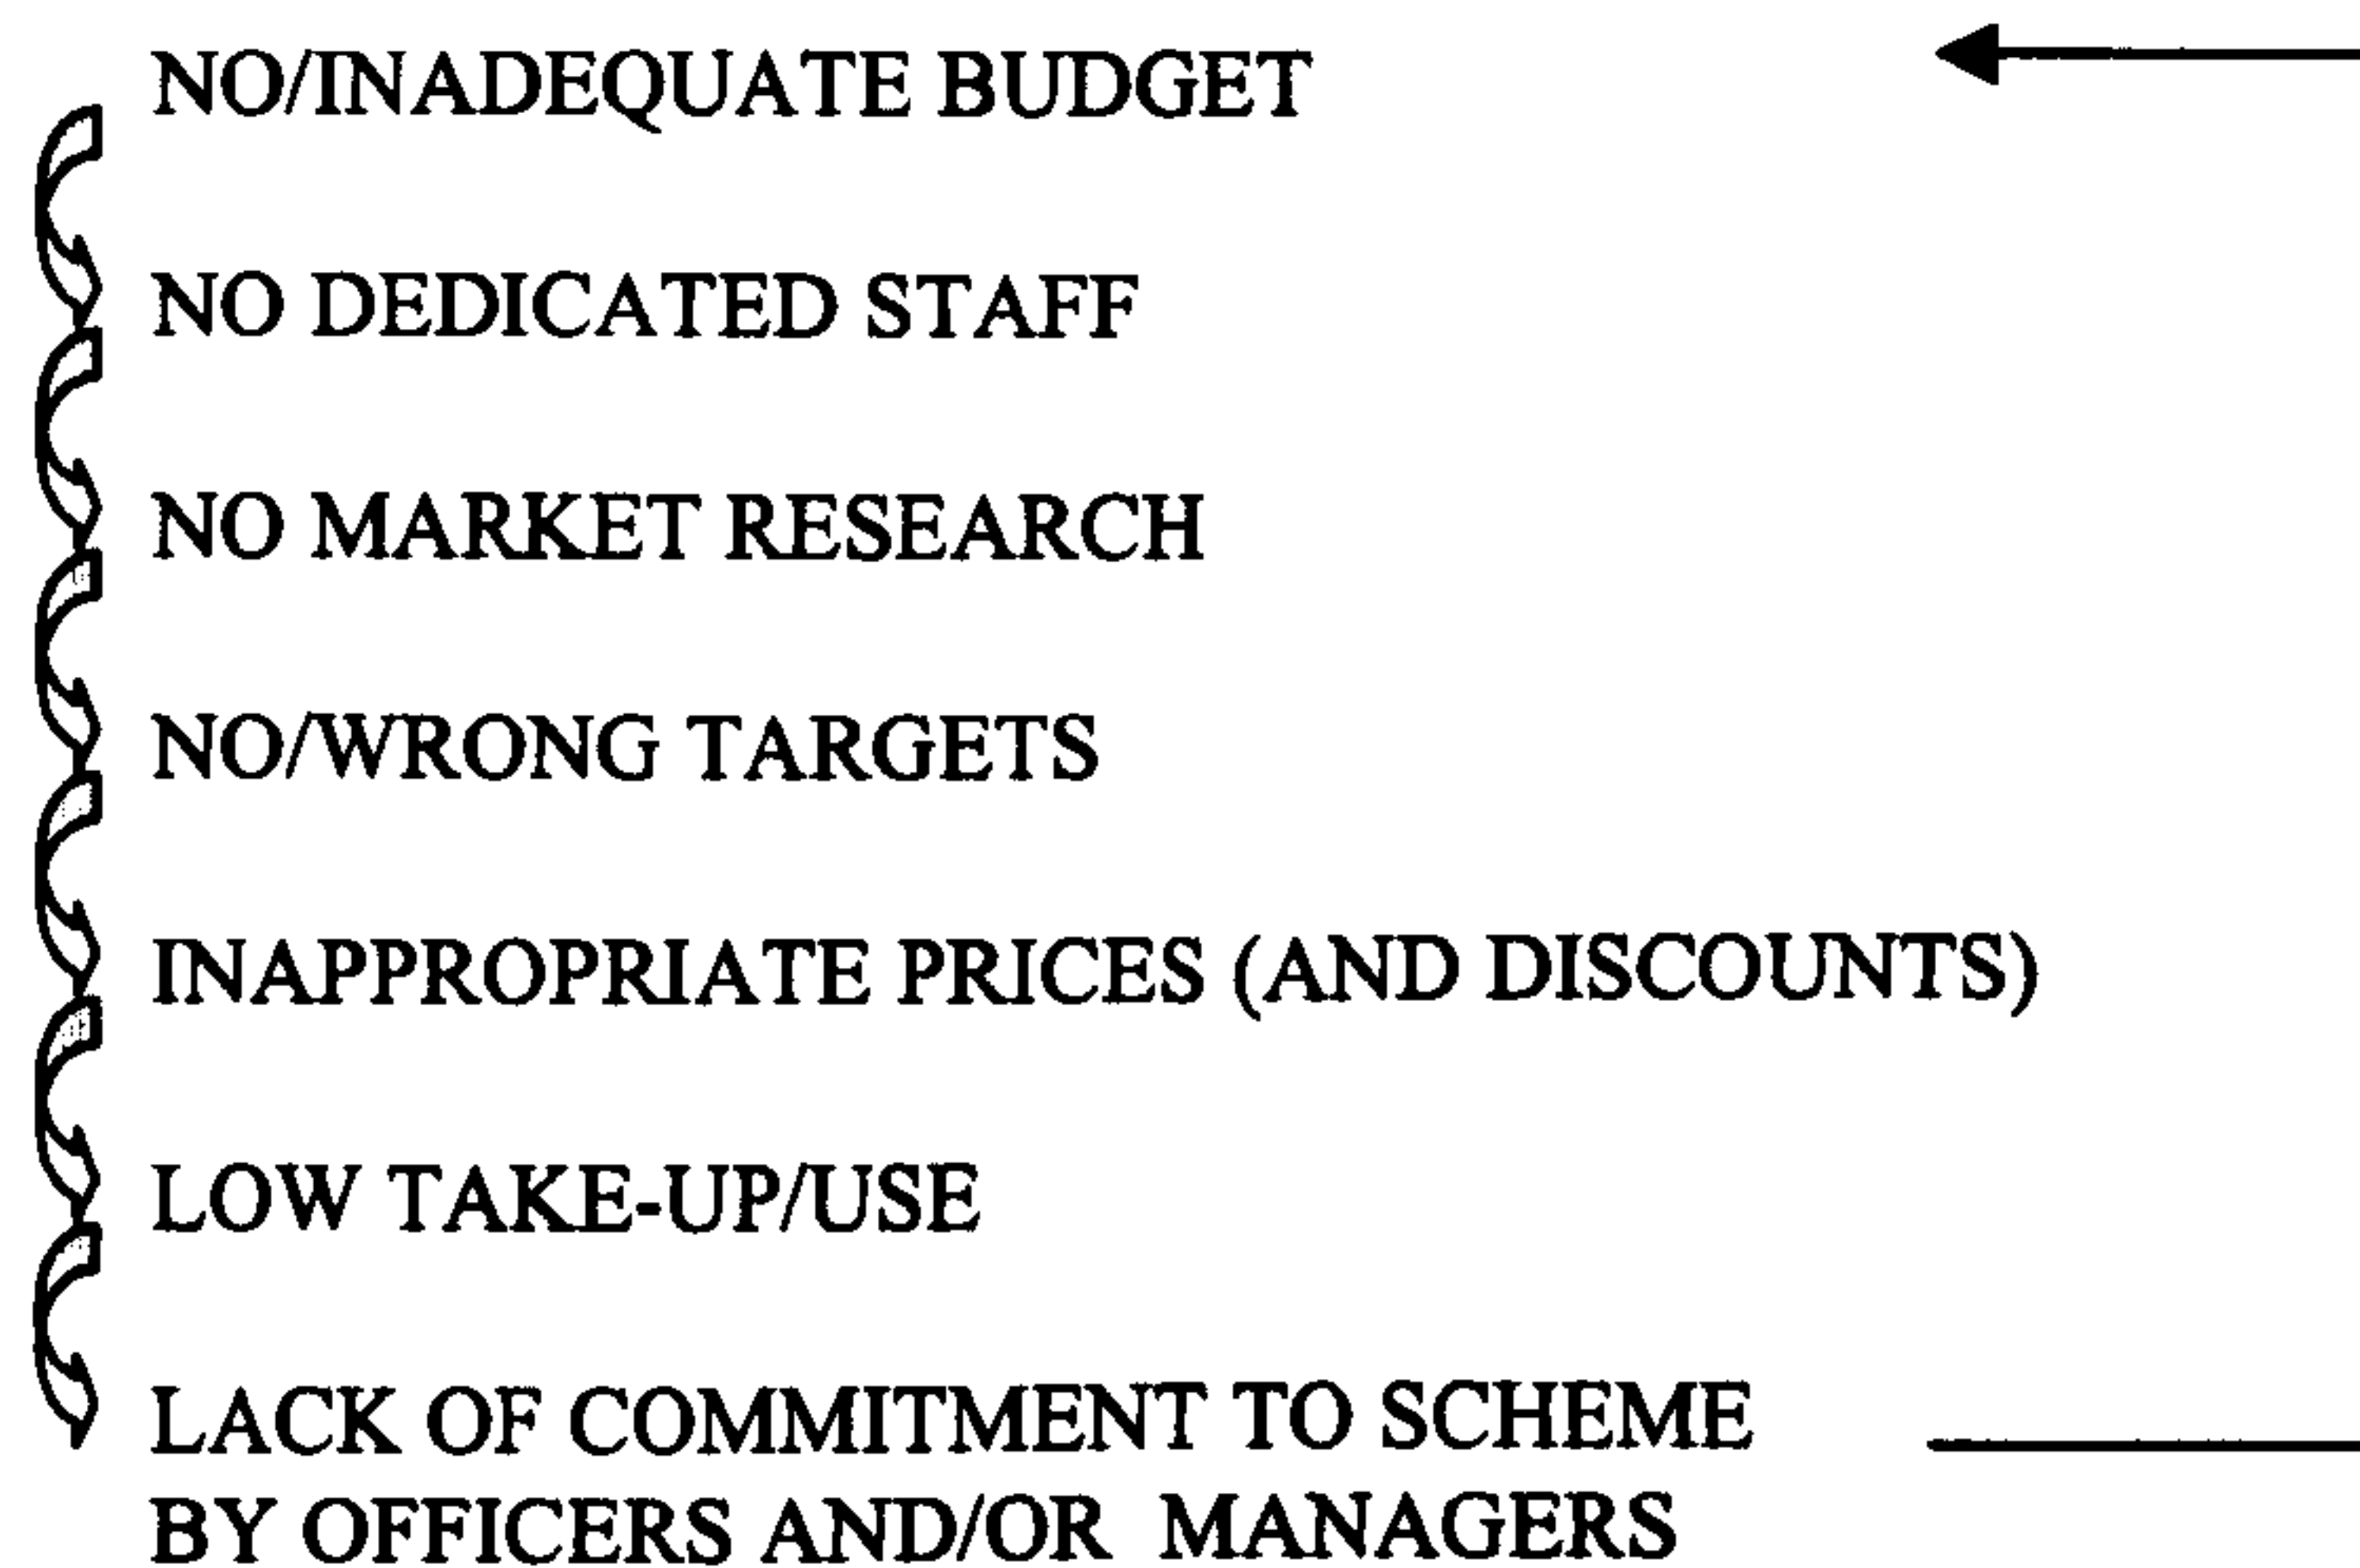 NO/INADEQUATE BUDGET
NO DEDICATED STAFF
NO MARKET RESEARCH
NO/WRONG TARGETS
INAPPROPRIATE PRICES (AND DISCOUNTS)
LOW TAKE-UP/USE
LACK OF COMMITMENT TO SCHEME
BY OFFICERS AND/OR MANAGERS